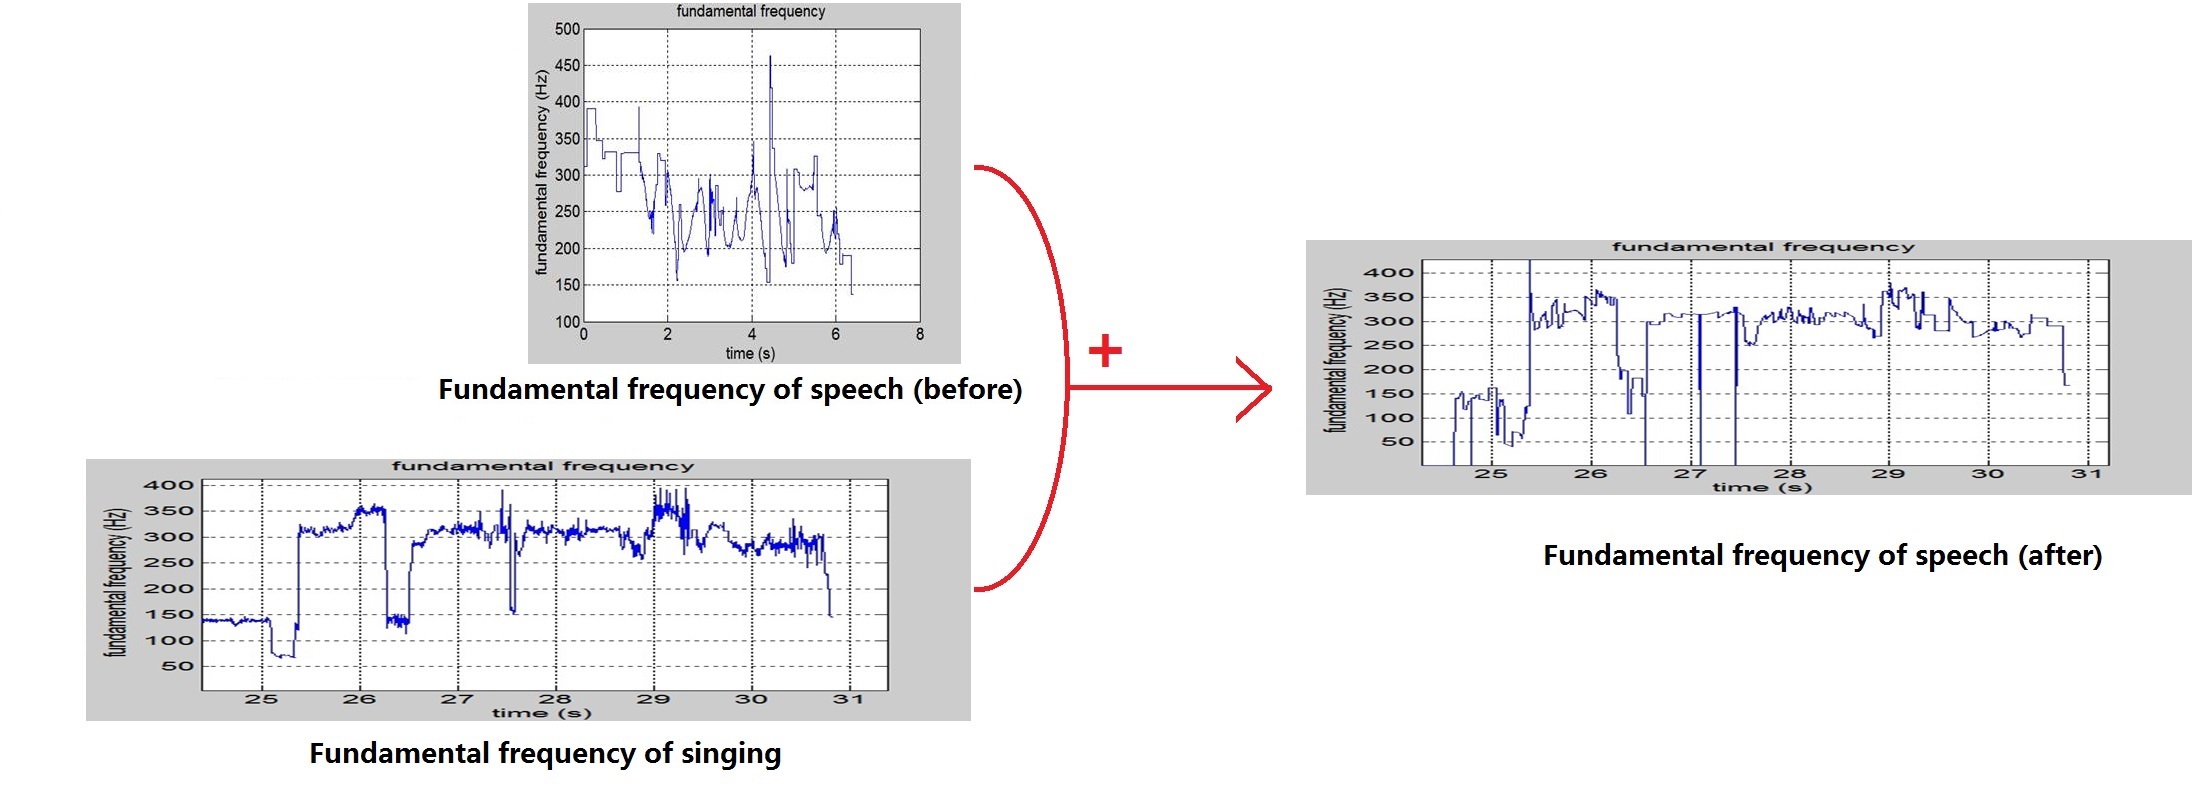 fundamental frequency
fundamental frequency (Hz)
500
450
400
350
300
250
200
150
100
0 2 4 6 8
time (s)
Fundamental frequency of speech (before)
+
fundamental frequency
fundamental frequency (Hz)
400
350
300
250
200
150
100
50
25 26 27 28 29 30 31
time (s)
Fundamental frequency of singing
fundamental frequency
fundamental frequency (Hz)
400
350
300
250
200
150
100
50
25 26 27 28 29 30 31
time (s)
Fundamental frequency of speech (after)